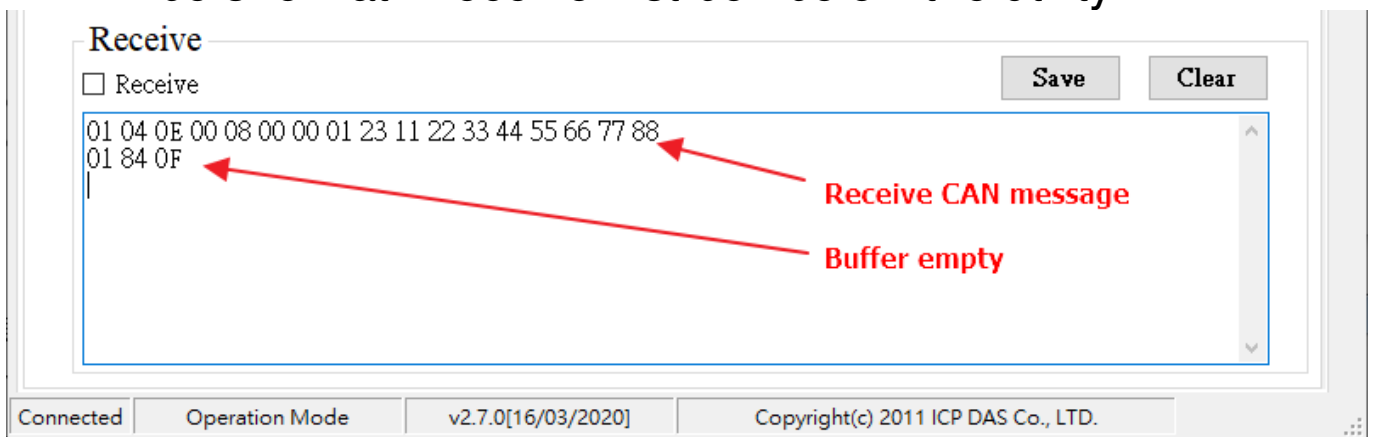 Receive
Receive
Save
Clear
01 04 0E 00 08 00 00 01 23 11 22 33 44 55 66 77 88
01 84 0F
Receive CAN message
Buffer empty
Connected
Operation Mode
v2.7.0[16/03/2020]
Copyright(c) 2011 ICP DAS Co., LTD.